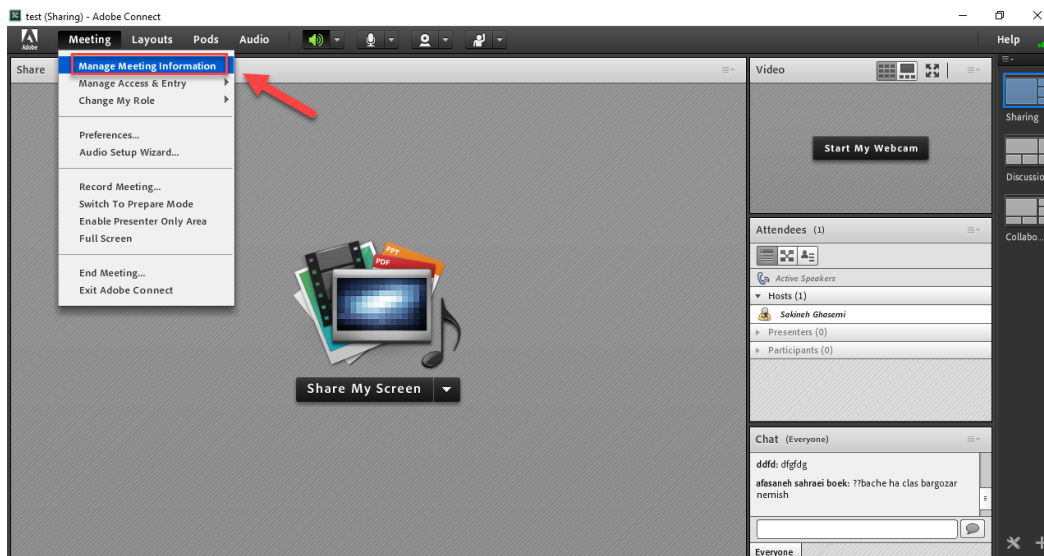 test (Sharing) - Adobe Connect
Adobe
Meeting Layouts Pods Audio
Help
Share
Manage Meeting Information
Manage Access & Entry
Change My Role
Preferences...
Audio Setup Wizard...
Record Meeting...
Switch To Prepare Mode
Enable Presenter Only Area
Full Screen
End Meeting...
Exit Adobe Connect
PPT
PDF
Share My Screen
Video
Start My Webcam
Attendees (1)
Active Speakers
Hosts (1)
Sakineh Ghasemi
Presenters (0)
Participants (0)
Chat (Everyone)
ddfd: dfgfdg
afasaneh sahraei boek: ??bache ha clas bargozar
nemish
Everyone
Sharing
Discussio
Collabo...